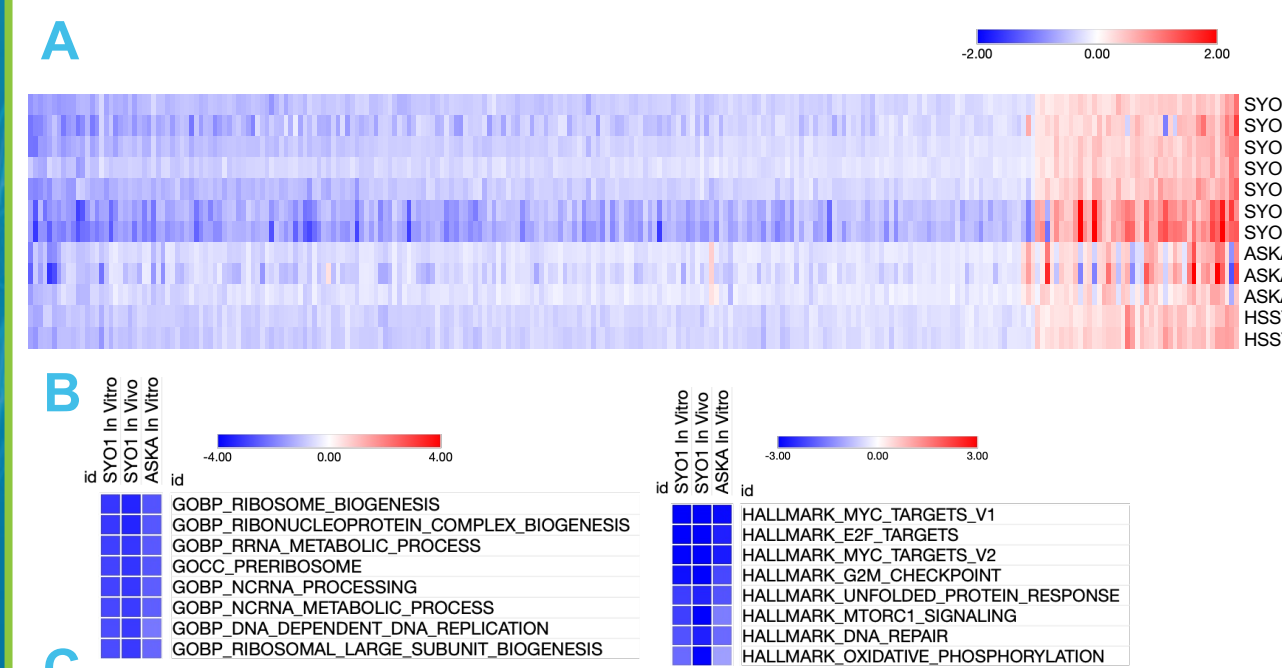 A
-2.00 0.00 2.00
SYO
SYO
SYO
SYO
SYO
SYO
SYO
ASKA
ASKA
ASKA
HSS
HSS
B
SYO1 In Vitro
SYO1 In Vivo
ASKA In Vitro
-4.00 0.00 4.00
id
id
GOBP_RIBOSOME_BIOGENESIS
GOBP_RIBONUCLEOPROTEIN_COMPLEX_BIOGENESIS
GOBP_RRNA_METABOLIC_PROCESS
GOCC_PRERIBOSOME
GOBP_NCRNA_PROCESSING
GOBP_NCRNA_METABOLIC_PROCESS
GOBP_DNA_DEPENDENT_DNA_REPLICATION
GOBP_RIBOSOMAL_LARGE_SUBUNIT_BIOGENESIS
SYO1 In Vitro
SYO1 In Vivo
ASKA In Vitro
-3.00 0.00 3.00
id
id
HALLMARK_MYC_TARGETS_V1
HALLMARK_E2F_TARGETS
HALLMARK_MYC_TARGETS_V2
HALLMARK_G2M_CHECKPOINT
HALLMARK_UNFOLDED_PROTEIN_RESPONSE
HALLMARK_MTORC1_SIGNALING
HALLMARK_DNA_REPAIR
HALLMARK_OXIDATIVE_PHOSPHORYLATION
C